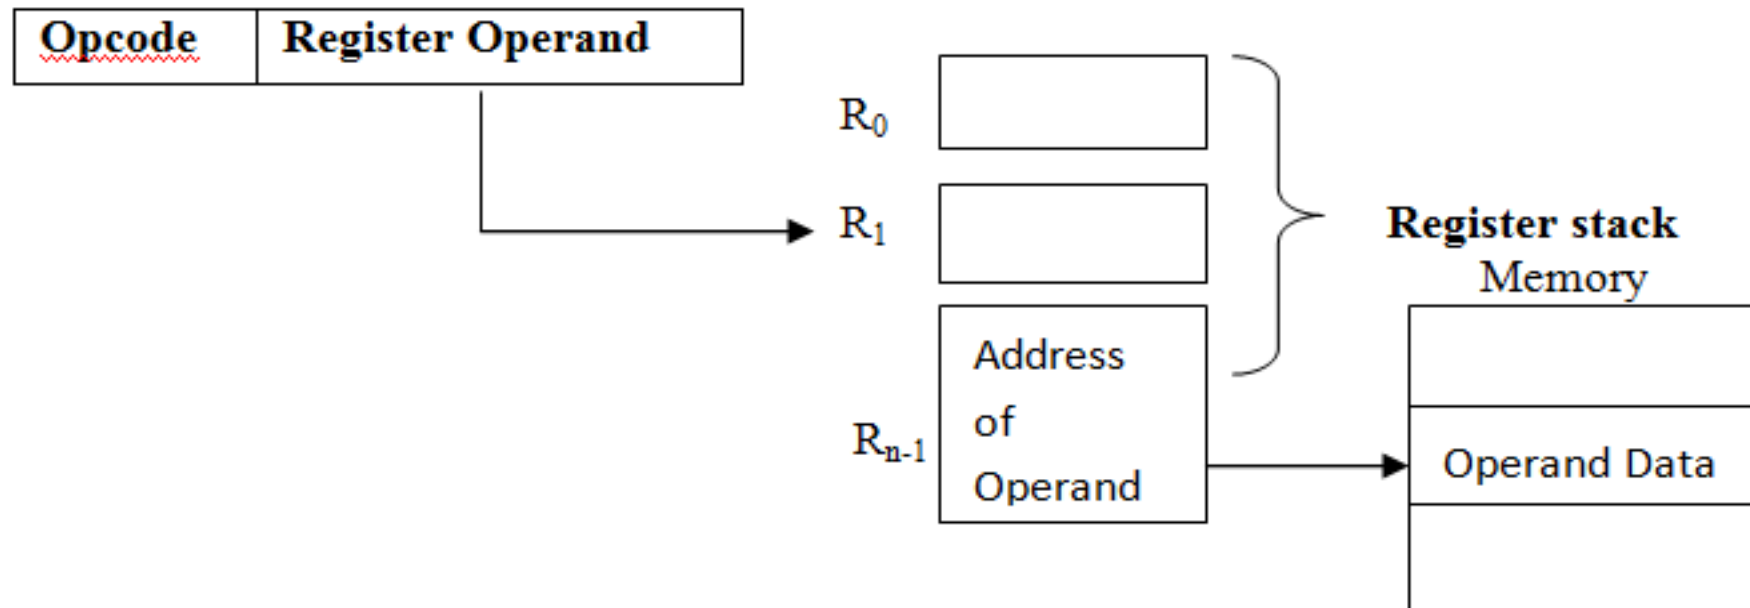 Opcode
Register Operand
R₀
R₁
Register stack
Memory
Address
of
Operand
Rₙ₋₁
Operand Data